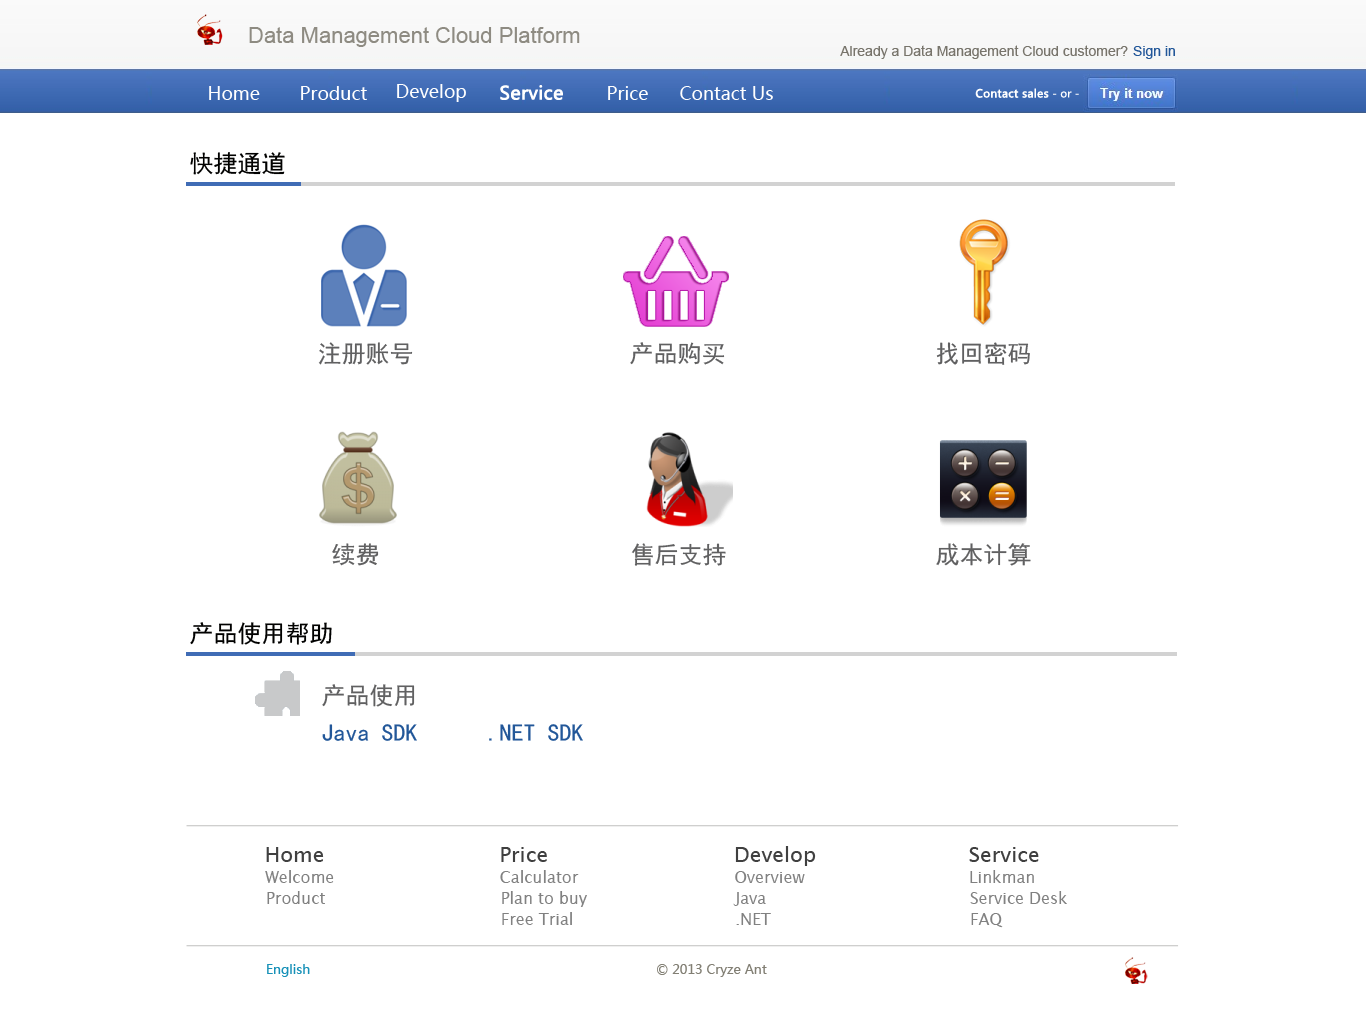 Data Management Cloud Platform
Already a Data Management Cloud customer? Sign in
Home Product Develop Service Price Contact Us Contact sales - or - Try it now
快捷通道
注册账号 产品购买 找回密码
续费 售后支持 成本计算
产品使用帮助
产品使用
Java SDK .NET SDK
Home Price Develop Service
Welcome Calculator Overview Linkman
Product Plan to buy Java Service Desk
Free Trial .NET FAQ
English © 2013 Cryze Ant